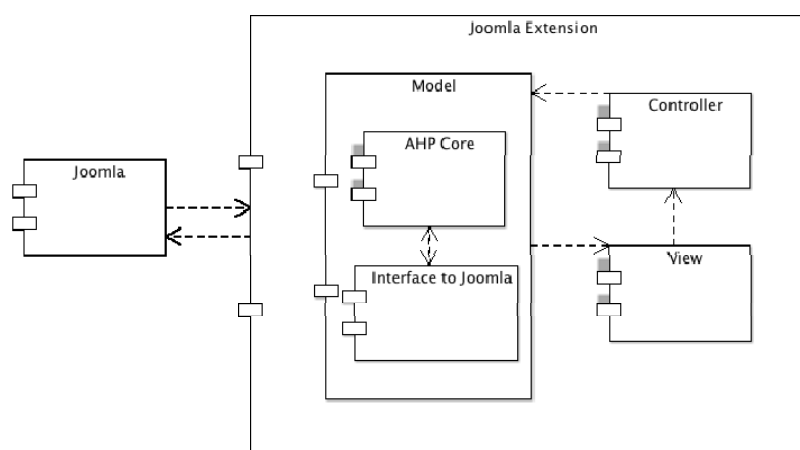 Joomla Extension
Model
Controller
AHP Core
Joomla
View
Interface to Joomla